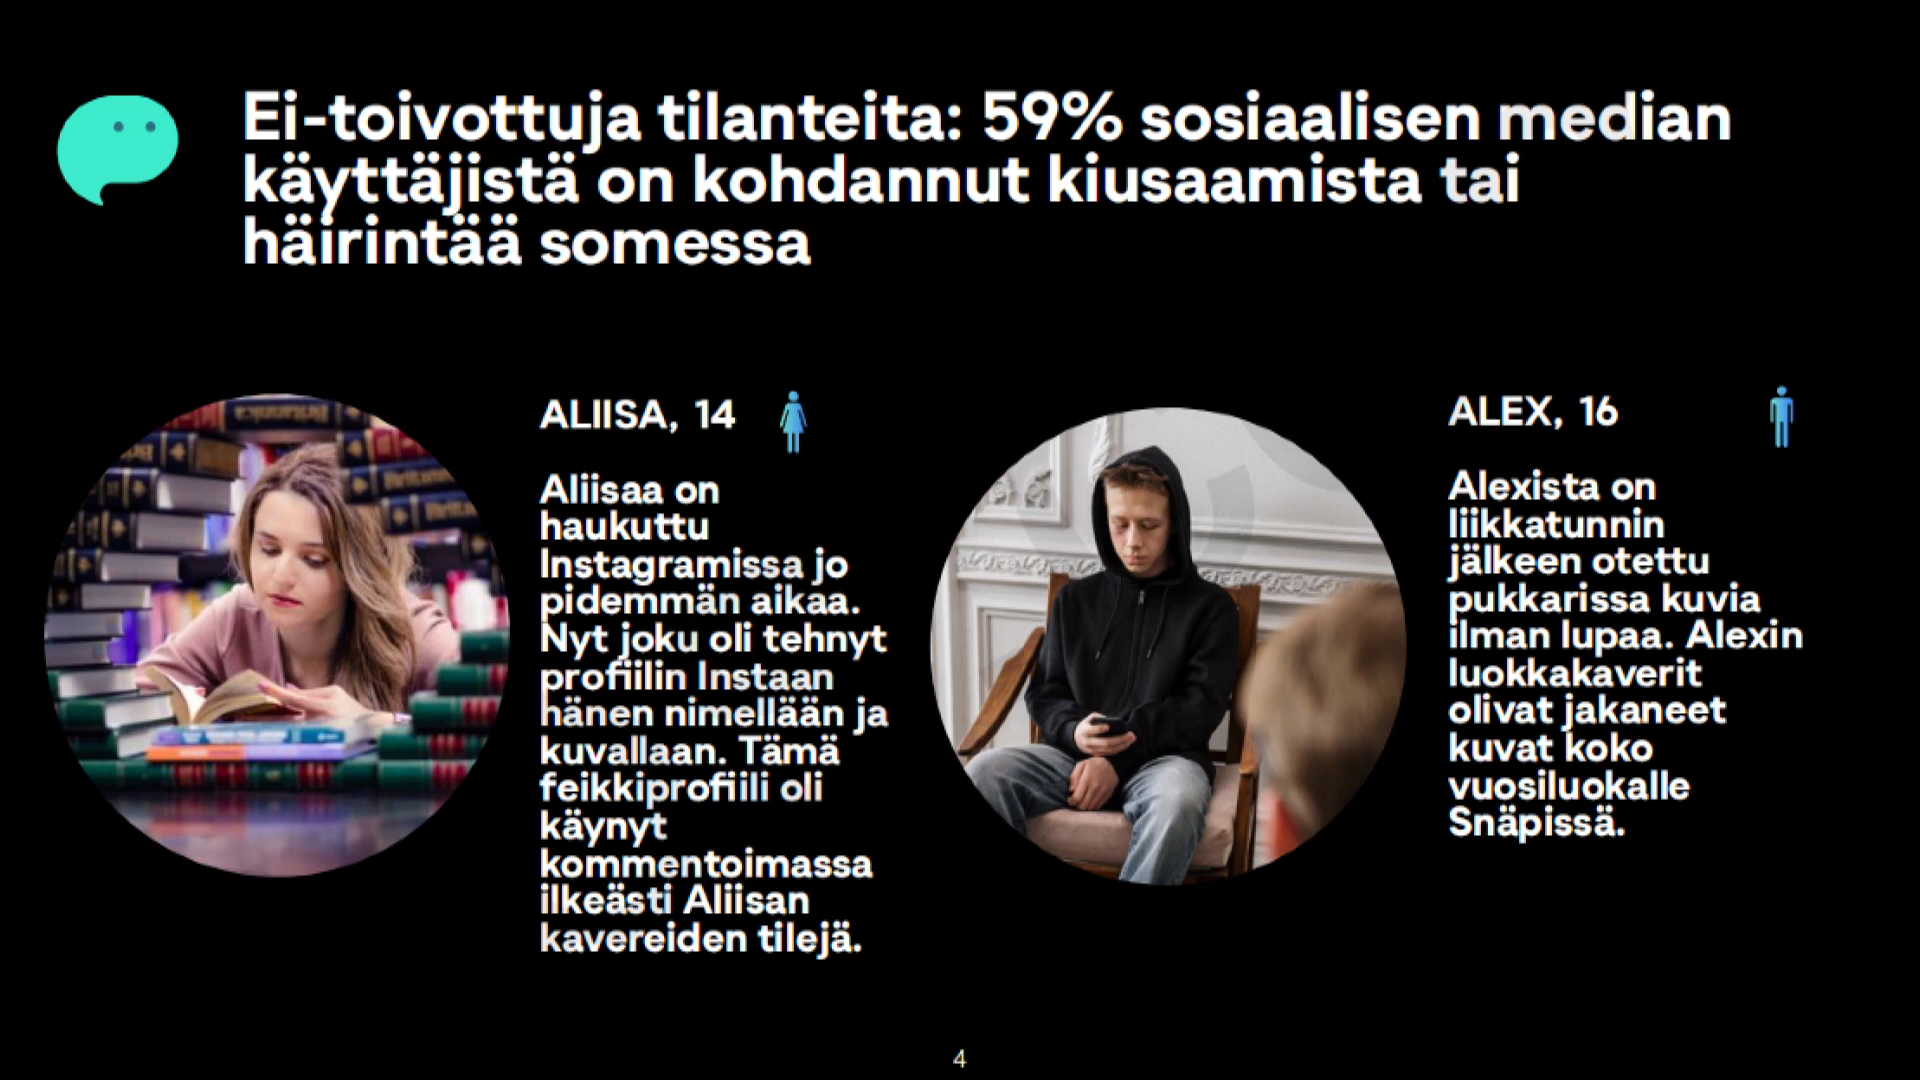 Ei-toivottuja tilanteita: 59% sosiaalisen median
käyttäjistä on kohdannut kiusaamista tai
häirintää somessa
ALIISA, 14
Aliisaa on
haukuttu
Instagramissa jo
pidemmän aikaa.
Nyt joku oli tehnyt
profiilin Instaan
hänen nimellään ja
kuvallaan. Tämä
feikkiprofiili oli
käynyt
kommentoimassa
ilkeästi Aliisan
kavereiden tilejä.
ALEX, 16
Alexista on
liikkatunnin
jälkeen otettu
pukkarissa kuvia
ilman lupaa. Alexin
luokkakaverit
olivat jakaneet
kuvat koko
vuosiluokalle
Snäpissä.
4